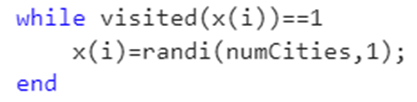 while visited(x(i))==1
    x(i)=randi(numCities,1);
end